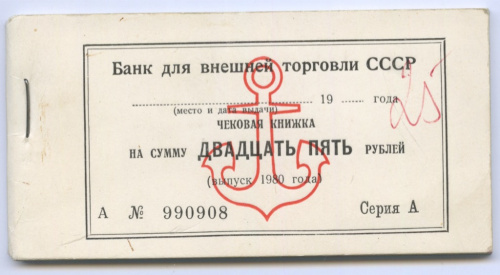 Банк для внешней торговли СССР
19 года
(место и дата выдачи)
ЧЕКОВАЯ КНИЖКА
НА СУММУ ДВАДЦАТЬ ПЯТЬ РУБЛЕЙ
(выпуск 1980 года)
А № 990908 Серия А
25